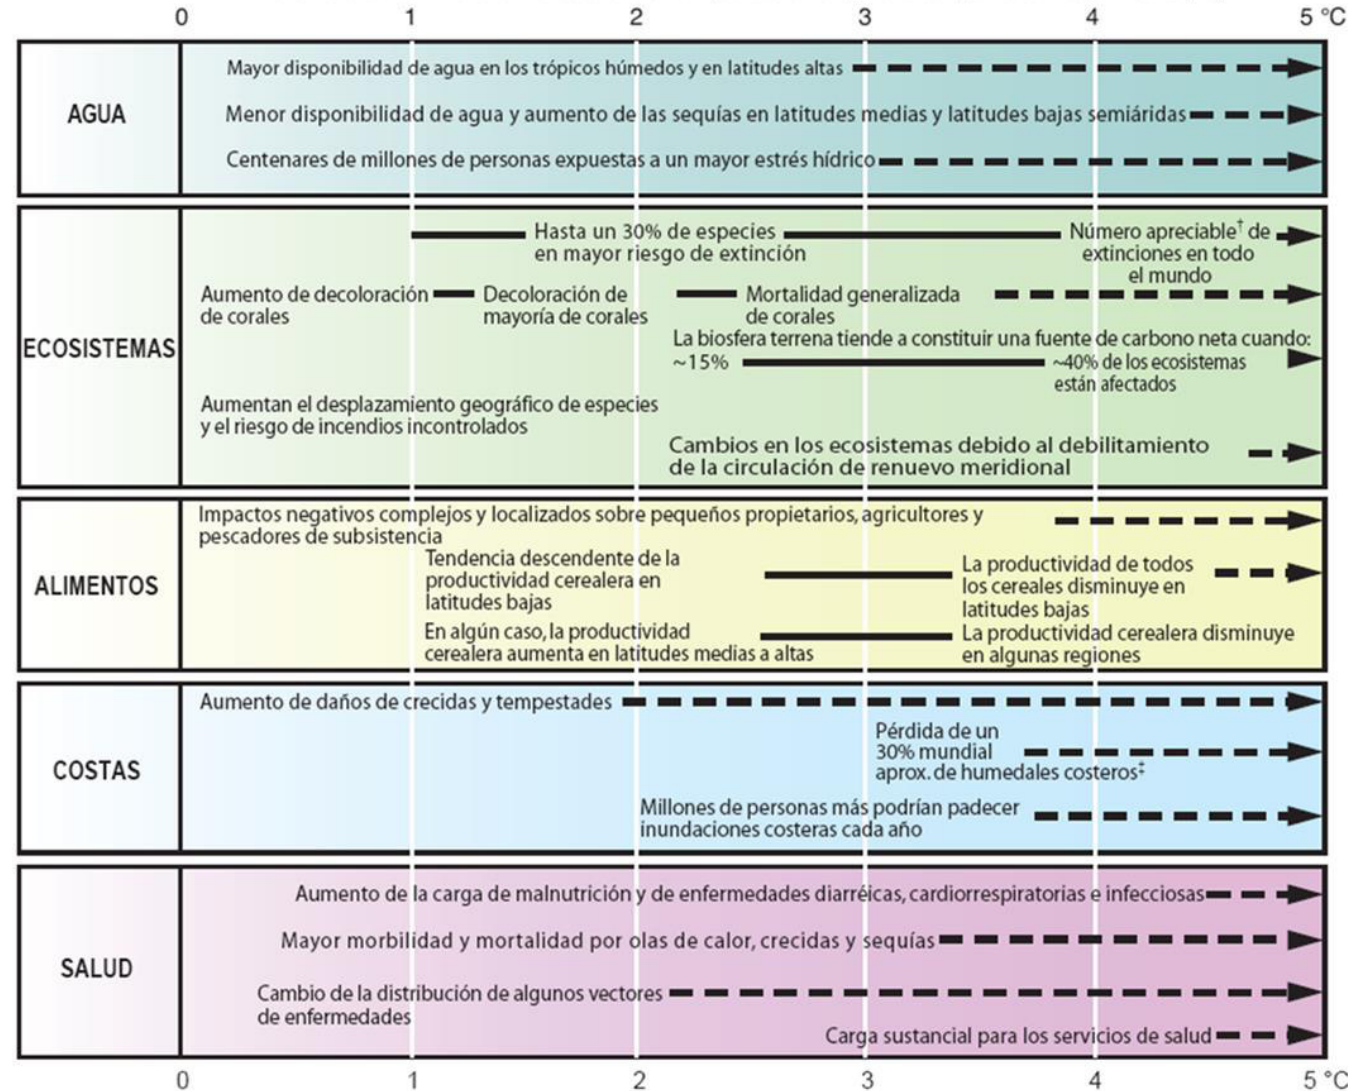 0 1 2 3 4 5 °C
AGUA
Mayor disponibilidad de agua en los trópicos húmedos y en latitudes altas
Menor disponibilidad de agua y aumento de las sequías en latitudes medias y latitudes bajas semiáridas
Centenares de millones de personas expuestas a un mayor estrés hídrico
ECOSISTEMAS
Hasta un 30% de especies
en mayor riesgo de extinción
Número apreciable† de
extinciones en todo
el mundo
Aumento de decoloración
de corales
Decoloración de
mayoría de corales
Mortalidad generalizada
de corales
La biosfera terrena tiende a constituir una fuente de carbono neta cuando:
~15%
~40% de los ecosistemas
están afectados
Aumentan el desplazamiento geográfico de especies
y el riesgo de incendios incontrolados
Cambios en los ecosistemas debido al debilitamiento
de la circulación de renuevo meridional
ALIMENTOS
Impactos negativos complejos y localizados sobre pequeños propietarios, agricultores y
pescadores de subsistencia
Tendencia descendente de la
productividad cerealera en
latitudes bajas
La productividad de todos
los cereales disminuye en
latitudes bajas
En algún caso, la productividad
cerealera aumenta en latitudes medias a altas
La productividad cerealera disminuye
en algunas regiones
COSTAS
Aumento de daños de crecidas y tempestades
Pérdida de un
30% mundial
aprox. de humedales costeros‡
Millones de personas más podrían padecer
inundaciones costeras cada año
SALUD
Aumento de la carga de malnutrición y de enfermedades diarréicas, cardiorrespiratorias e infecciosas
Mayor morbilidad y mortalidad por olas de calor, crecidas y sequías
Cambio de la distribución de algunos vectores
de enfermedades
Carga sustancial para los servicios de salud
0 1 2 3 4 5 °C